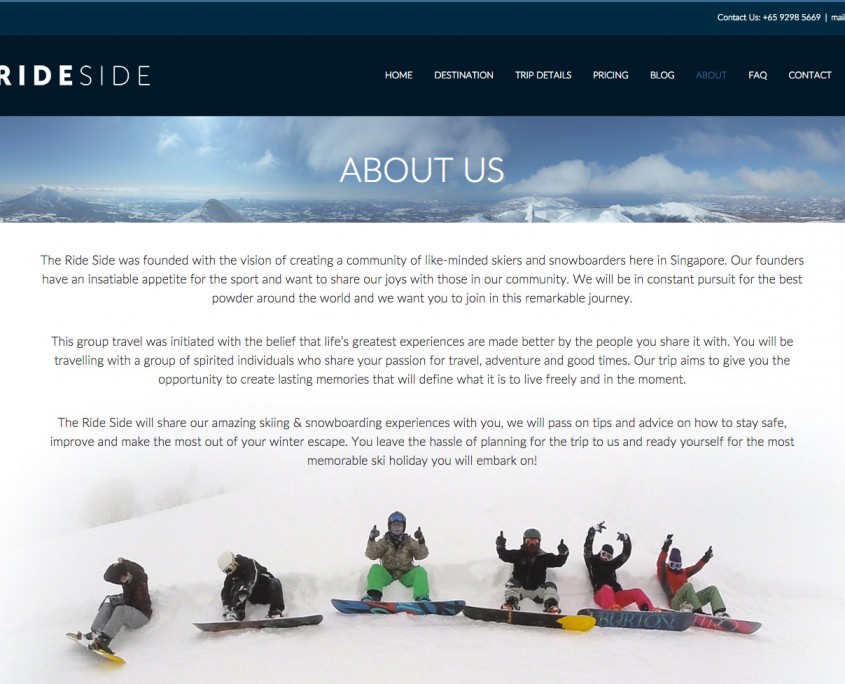 Contact Us: +65 9298 5669 | mail
RIDESIDE
HOME DESTINATION TRIP DETAILS PRICING BLOG ABOUT FAQ CONTACT
ABOUT US
The Ride Side was founded with the vision of creating a community of like-minded skiers and snowboarders here in Singapore. Our founders
have an insatiable appetite for the sport and want to share our joys with those in our community. We will be in constant pursuit for the best
powder around the world and we want you to join in this remarkable journey.
This group travel was initiated with the belief that life's greatest experiences are made better by the people you share it with. You will be
travelling with a group of spirited individuals who share your passion for travel, adventure and good times. Our trip aims to give you the
opportunity to create lasting memories that will define what it is to live freely and in the moment.
The Ride Side will share our amazing skiing & snowboarding experiences with you, we will pass on tips and advice on how to stay safe,
improve and make the most out of your winter escape. You leave the hassle of planning for the trip to us and ready yourself for the most
memorable ski holiday you will embark on!
BURTON